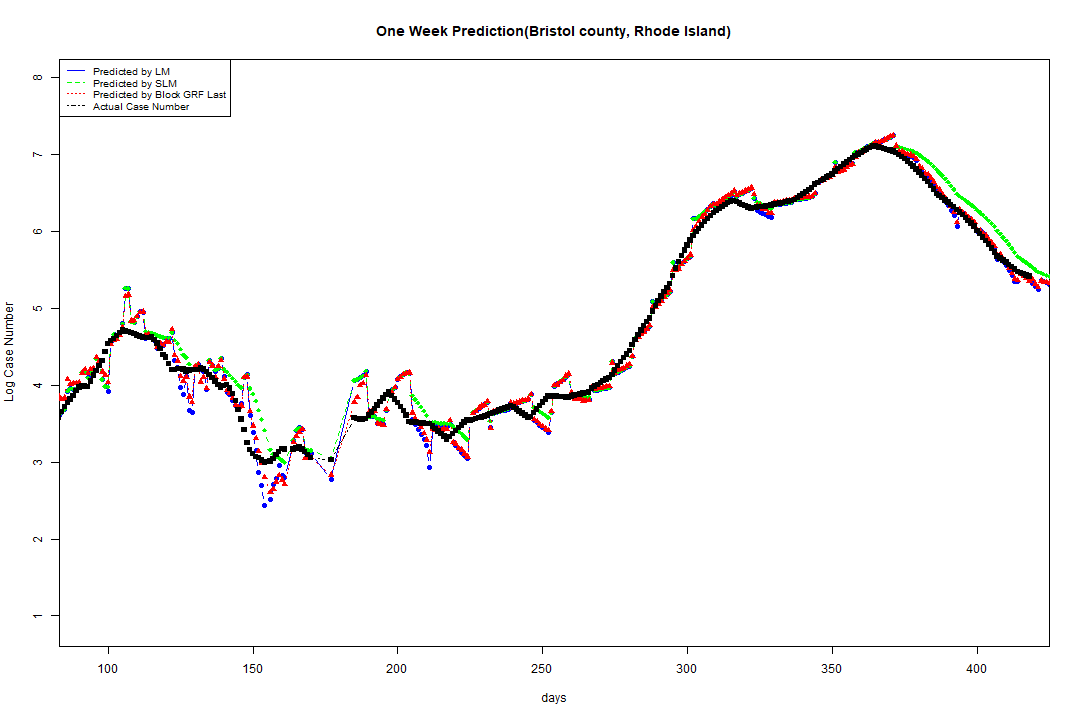 One Week Prediction(Bristol county, Rhode Island)
Predicted by LM
Predicted by SLM
Predicted by Block GRF Last
Actual Case Number
8
7
6
5
4
3
2
1
Log Case Number
100 150 200 250 300 350 400
days